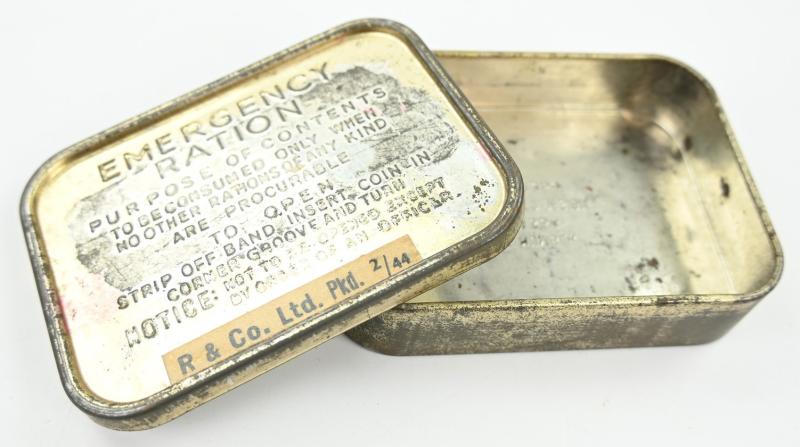 EMERGENCY
RATION
PURPOSE OF CONTENTS
TO BE CONSUMED ONLY WHEN
NO OTHER RATIONS OF ANY KIND
ARE PROCURABLE
TO OPEN
STRIP OFF BAND, INSERT COIN IN
CORNER GROOVE AND TURN
NOTICE: NOT TO BE OPENED EXCEPT
BY ORDER OF AN OFFICER.
R & Co. Ltd. Pkd. 2/44